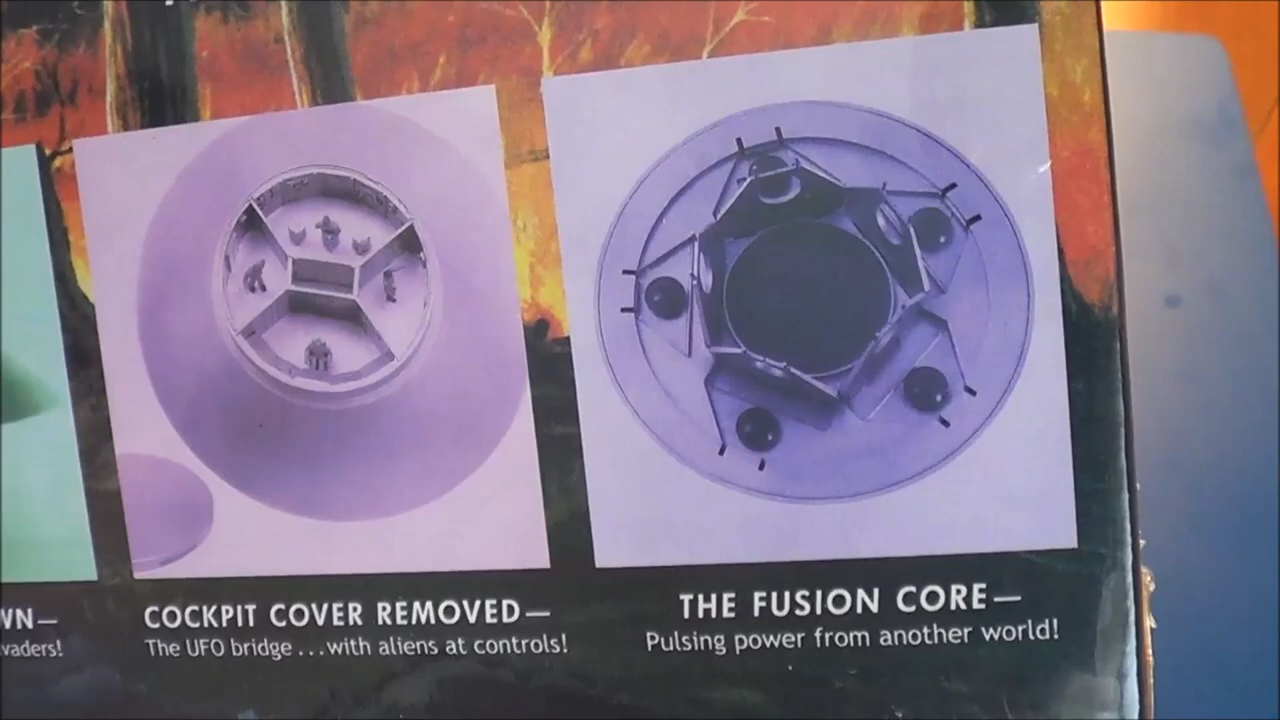 WN—
vaders!
COCKPIT COVER REMOVED—
The UFO bridge...with aliens at controls!
THE FUSION CORE—
Pulsing power from another world!